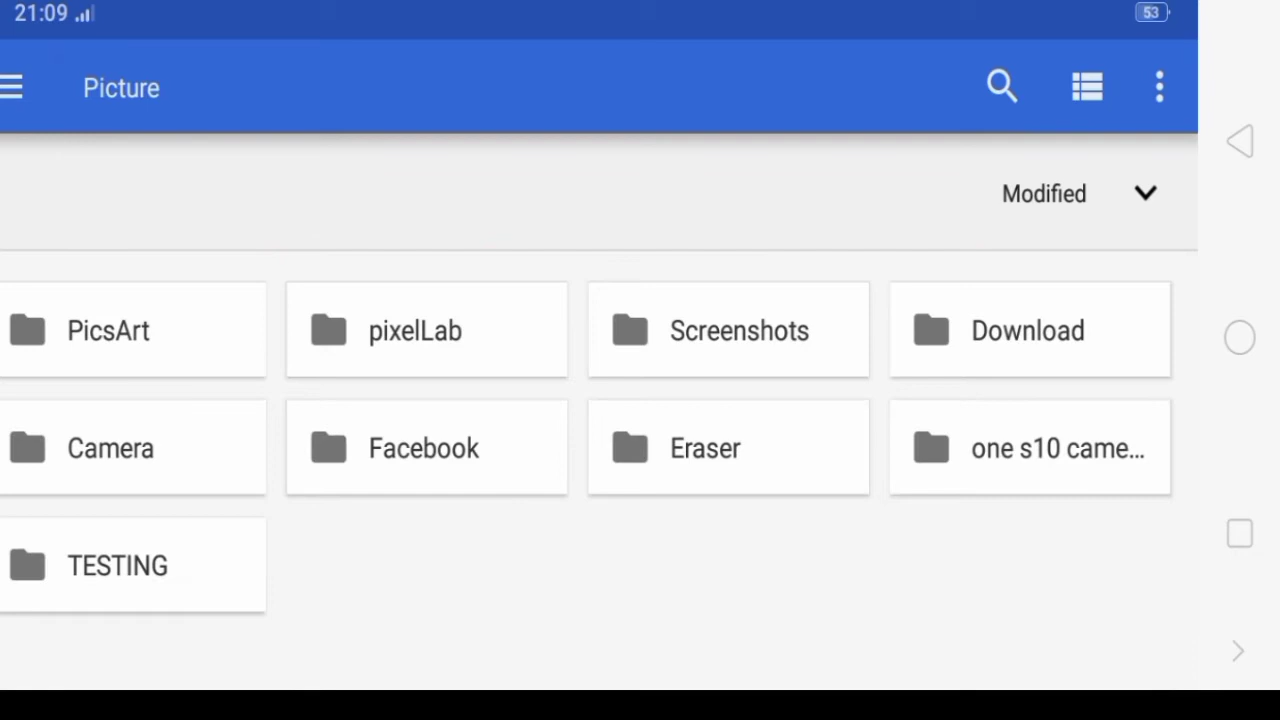 21:09
53
Picture
Modified
PicsArt
pixelLab
Screenshots
Download
Camera
Facebook
Eraser
one s10 came...
TESTING